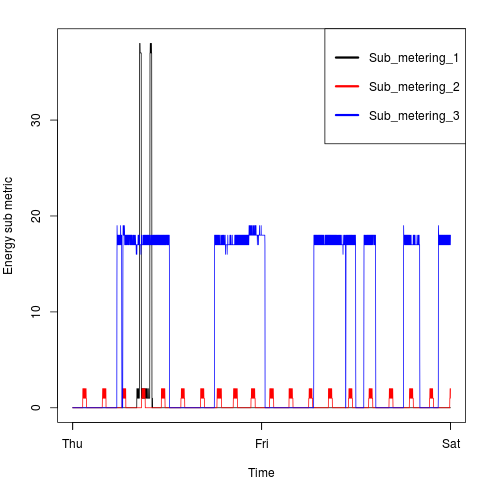 Sub_metering_1
Sub_metering_2
Sub_metering_3
Energy sub metric
30
20
10
0
Thu Fri Sat
Time